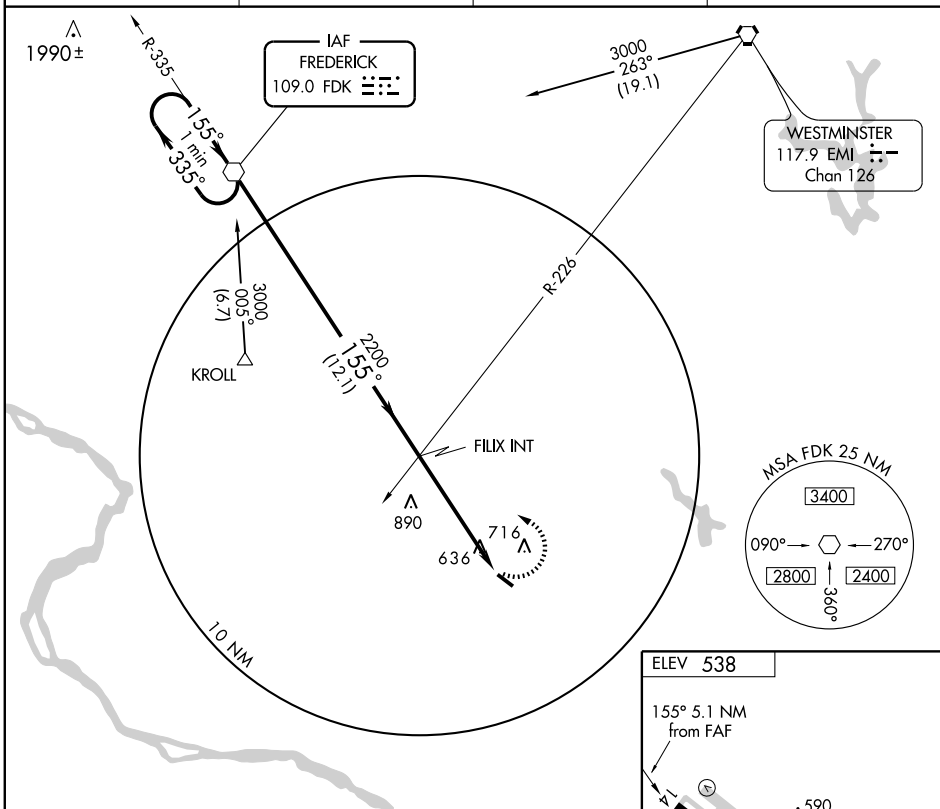 1990±
R-335
IAF
FREDERICK
109.0 FDK
3000
263°
(19.1)
WESTMINSTER
117.9 EMI
Chan 126
155°
1 min
335°
R-226
3000
005°
(6.7)
KROLL
2200
155°
(12.1)
FILIX INT
890
716
636
10 NM
MSA FDK 25 NM
3400
090°
270°
2800
2400
360°
ELEV 538
155° 5.1 NM
from FAF
14
V
590